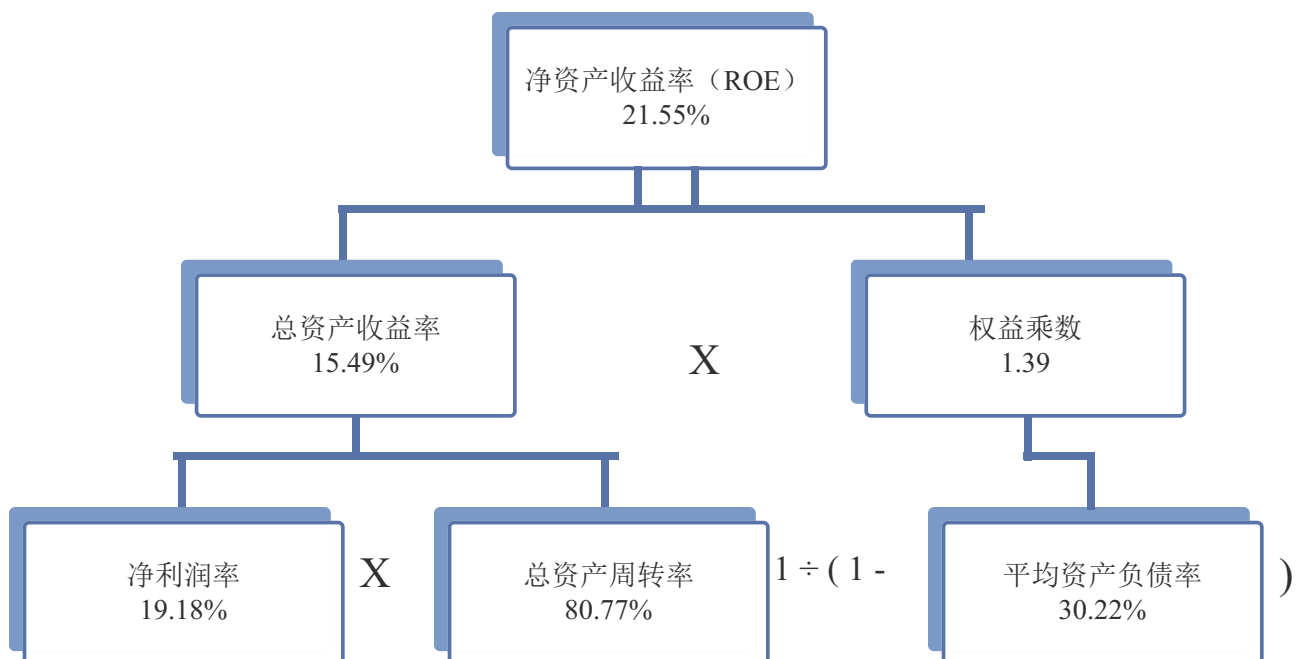 净资产收益率（ROE）
21.55%
总资产收益率
15.49%
X
权益乘数
1.39
净利润率
19.18%
X
总资产周转率
80.77%
1 ÷ ( 1 -
平均资产负债率
30.22%
)